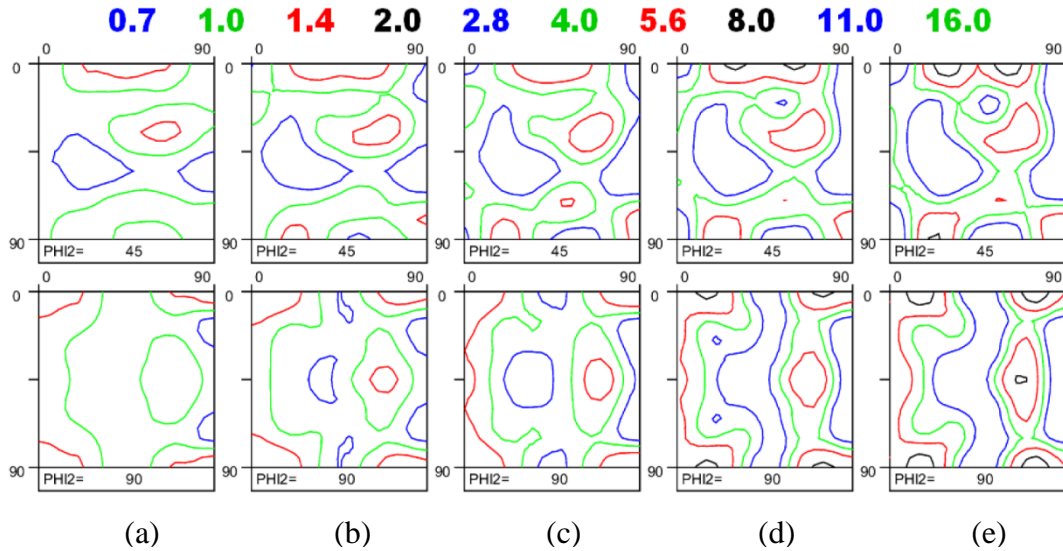 0.7 1.0 1.4 2.0 2.8 4.0 5.6 8.0 11.0 16.0
0 90 0 90 0 90 0 90 0 90
0 0 0 0 0
90 PHI2= 45 90 PHI2= 45 90 PHI2= 45 90 PHI2= 45 90 PHI2= 45
0 90 0 90 0 90 0 90 0 90
0 0 0 0 0
90 PHI2= 90 90 PHI2= 90 90 PHI2= 90 90 PHI2= 90 90 PHI2= 90
(a) (b) (c) (d) (e)